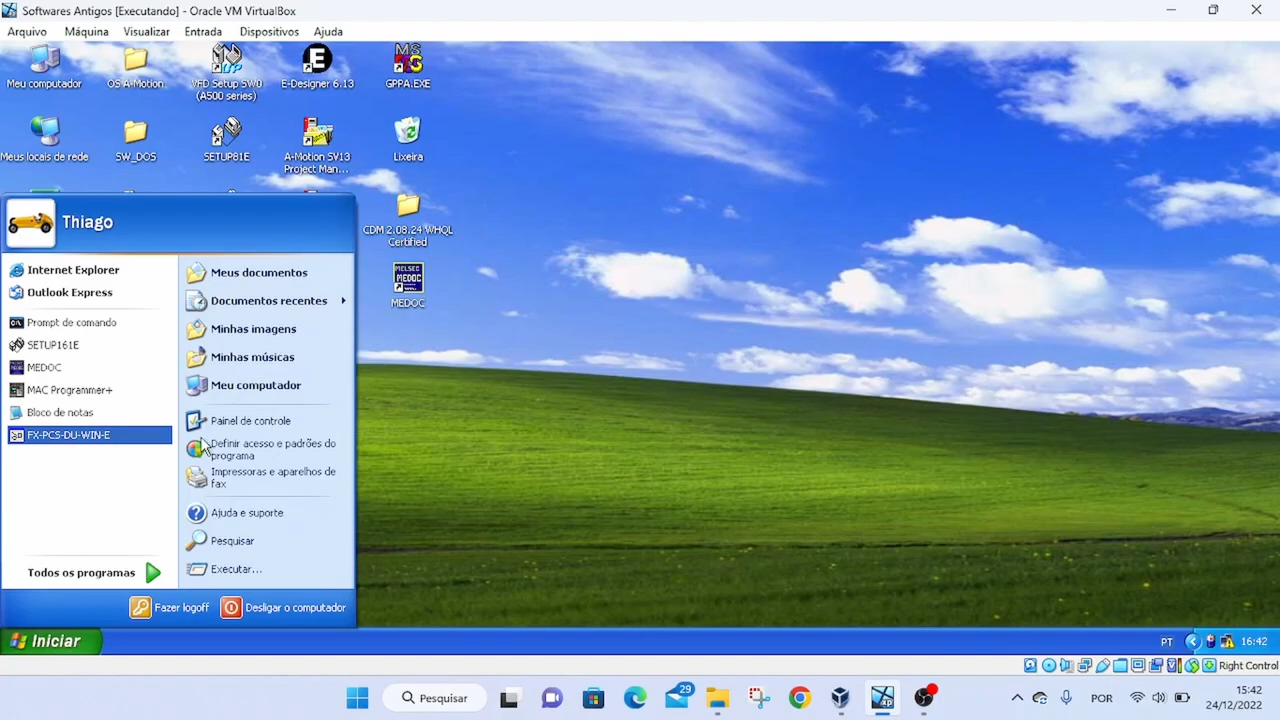 Softwares Antigos [Executando] - Oracle VM VirtualBox
Arquivo Máquina Visualizar Entrada Dispositivos Ajuda
Meu computador
OS A-Motion
VFD Setup SW0
(A500 series)
E-Designer 6.13
MS
GPPA.EXE
Meus locais de rede
SW_DOS
SETUP81E
A-Motion SV13
Project Man...
Lixeira
CDM 2.08.24 WHQL
Certified
MELSEC
MEDOC
MEDOC
Thiago
Internet Explorer
Outlook Express
Prompt de comando
SETUP161E
MEDOC
MAC Programmer+
Bloco de notas
FX-PCS-DU-WIN-E
Todos os programas
Meus documentos
Documentos recentes
Minhas imagens
Minhas músicas
Meu computador
Painel de controle
Definir acesso e padrões do
programa
Impressoras e aparelhos de
fax
Ajuda e suporte
Pesquisar
Executar...
Fazer logoff Desligar o computador
Iniciar
PT 16:42
Right Control
Pesquisar
29
POR
15:42
24/12/2022